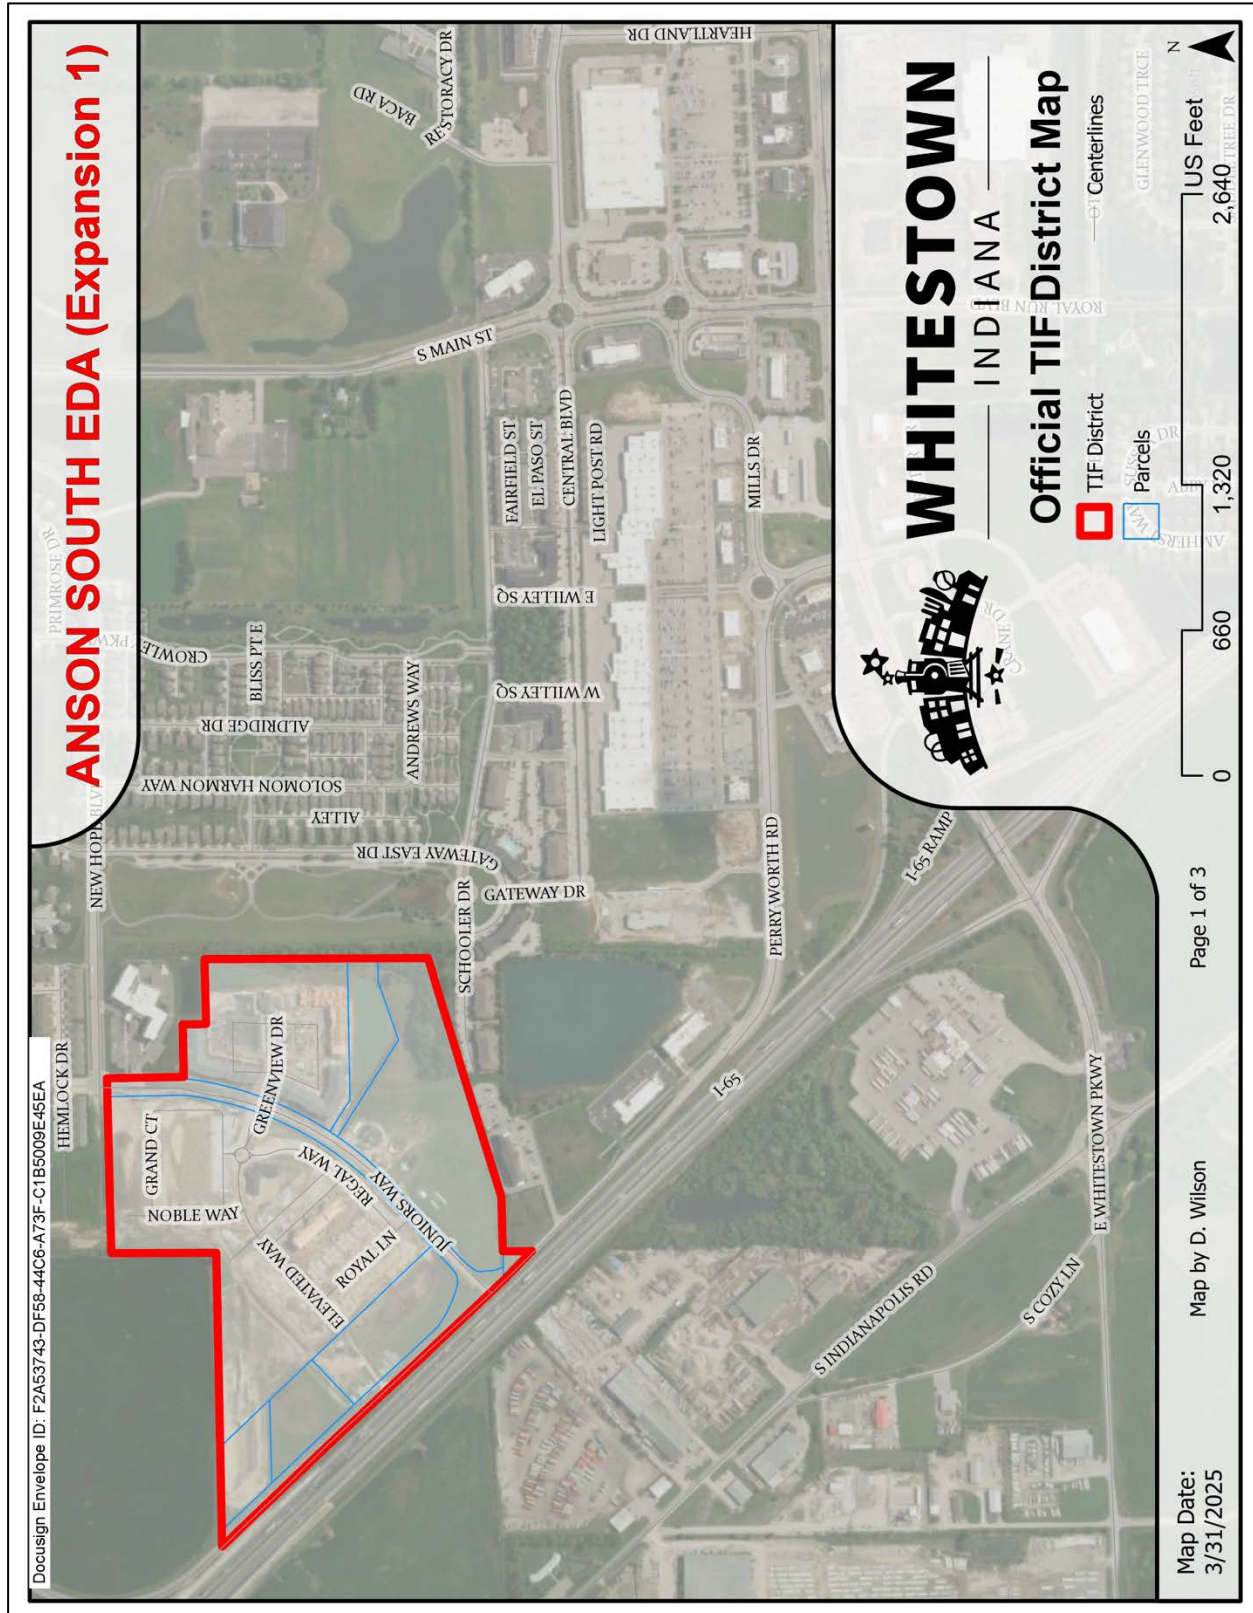 Docusign Envelope ID: F2A53743-DF58-44C6-A73F-C1B5009E45EA
ANSON SOUTH EDA (Expansion 1)
HEMLOCK DR
NEW HOPE BLVD
PRIMROSE DR
CROWLEY PKWY
GRAND CT
NOBLE WAY
GREENVIEW DR
ELEVATED WAY
ROYAL LN
REGAL WAY
JUNIORS WAY
SOLOMON HARMON WAY
ALDRIDGE DR
BLISS PT E
ANDREWS WAY
ALLEY
GATEWAY EAST DR
SCHOOLER DR
GATEWAY DR
S MAIN ST
BACA RD
RESTORACY DR
HEARTLAND DR
FAIRFIELD ST
EL PASO ST
CENTRAL BLVD
LIGHT POST RD
E WILLEY SQ
W WILLEY SQ
MILLS DR
PERRY WORTH RD
I-65 RAMP
I-65
S INDIANAPOLIS RD
S COZY LN
E WHITESTOWN PKWY
WHITESTOWN
INDIANA
Official TIF District Map
TIF District
Centerlines
Parcels
ROYAL RUN BLVD
GLENWOOD TRCE
CRANE DR
AMHERST WAY
N
0 660 1,320 2,640
US Feet
Map Date:
3/31/2025
Map by D. Wilson
Page 1 of 3